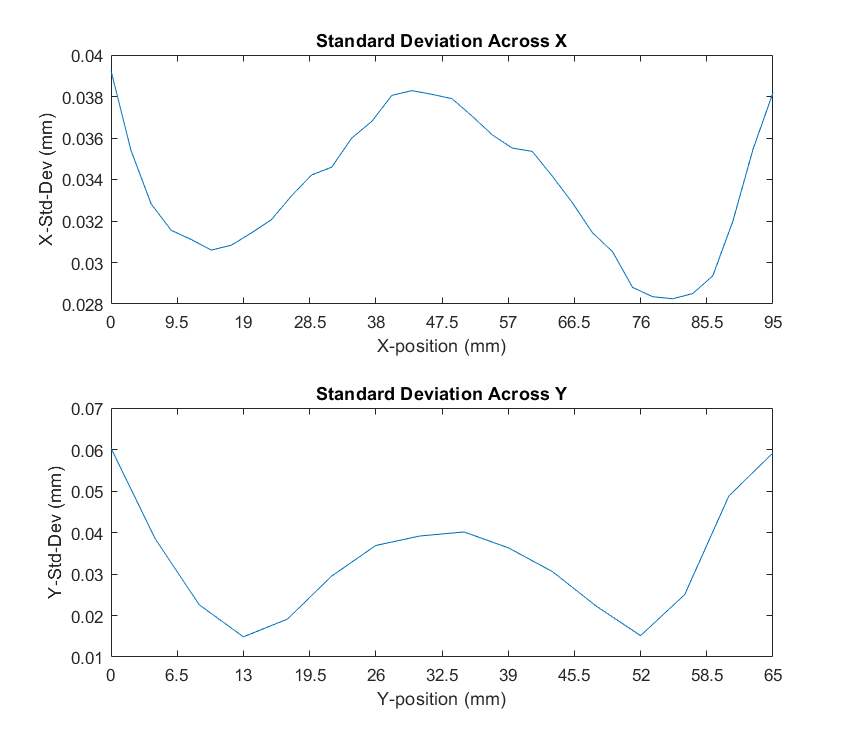 Standard Deviation Across X
0.04
0.038
0.036
0.034
0.032
0.03
0.028
X-Std-Dev (mm)
0 9.5 19 28.5 38 47.5 57 66.5 76 85.5 95
X-position (mm)
Standard Deviation Across Y
0.07
0.06
0.05
0.04
0.03
0.02
0.01
Y-Std-Dev (mm)
0 6.5 13 19.5 26 32.5 39 45.5 52 58.5 65
Y-position (mm)